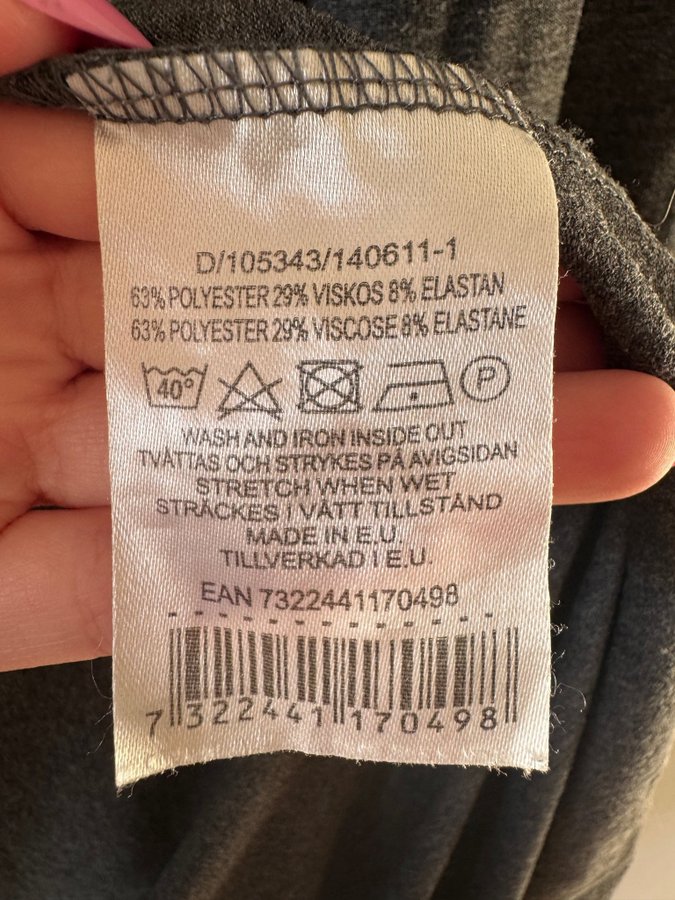 D/105343/140611-1
63% POLYESTER 29% VISKOS 8% ELASTAN
63% POLYESTER 29% VISCOSE 8% ELASTANE
40° P
WASH AND IRON INSIDE OUT
TVÄTTAS OCH STRYKES PÅ AVIGSIDAN
STRETCH WHEN WET
STRÄCKES I VÅTT TILLSTÅND
MADE IN E.U.
TILLVERKAD I E.U.
EAN 7322441170498
7 322441 170498